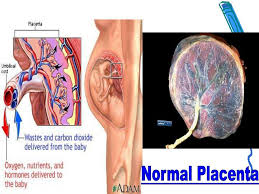 Placenta
Umbilical
cord
Wastes and carbon dioxide
delivered from the baby
Oxygen, nutrients, and
hormones delivered to
the baby
ADAM.
Normal Placenta